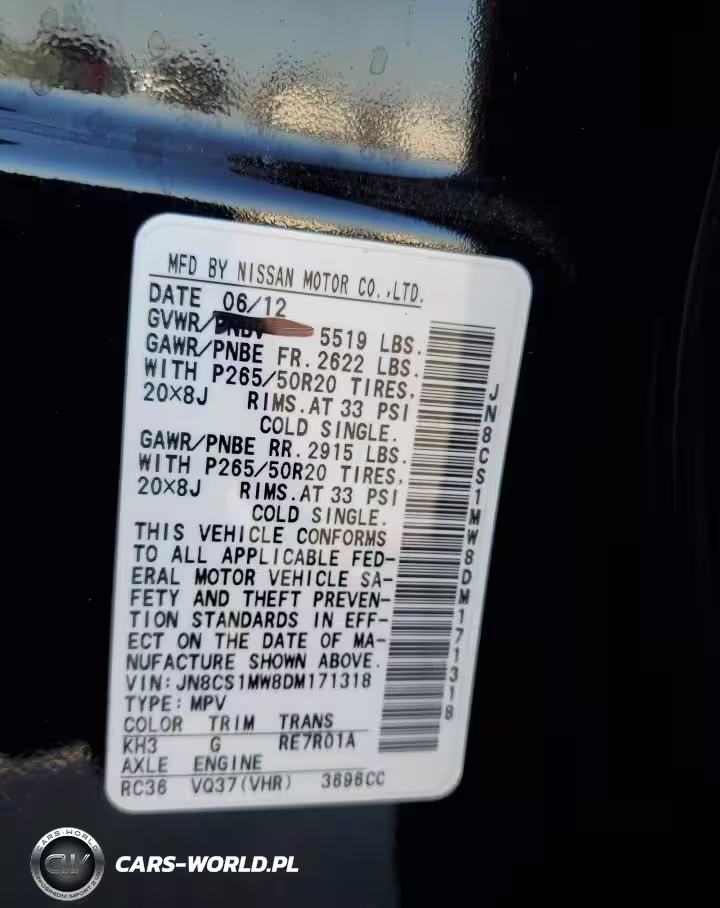 MFD BY NISSAN MOTOR CO.,LTD.
DATE 06/12
GVWR/PNBV 5519 LBS.
GAWR/PNBE FR. 2622 LBS.
WITH P265/50R20 TIRES,
20×8J RIMS.AT 33 PSI
COLD SINGLE.
GAWR/PNBE RR. 2915 LBS.
WITH P265/50R20 TIRES,
20×8J RIMS.AT 33 PSI
COLD SINGLE.
THIS VEHICLE CONFORMS
TO ALL APPLICABLE FED-
ERAL MOTOR VEHICLE SA-
FETY AND THEFT PREVEN-
TION STANDARDS IN EFF-
ECT ON THE DATE OF MA-
NUFACTURE SHOWN ABOVE.
VIN: JN8CS1MW8DM171318
TYPE: MPV
COLOR TRIM TRANS
KH3 G RE7R01A
AXLE ENGINE
RC36 VQ37(VHR) 3696CC
JN8CS1MW8DM171318
CARS-WORLD
CW
CARS-WORLD.PL